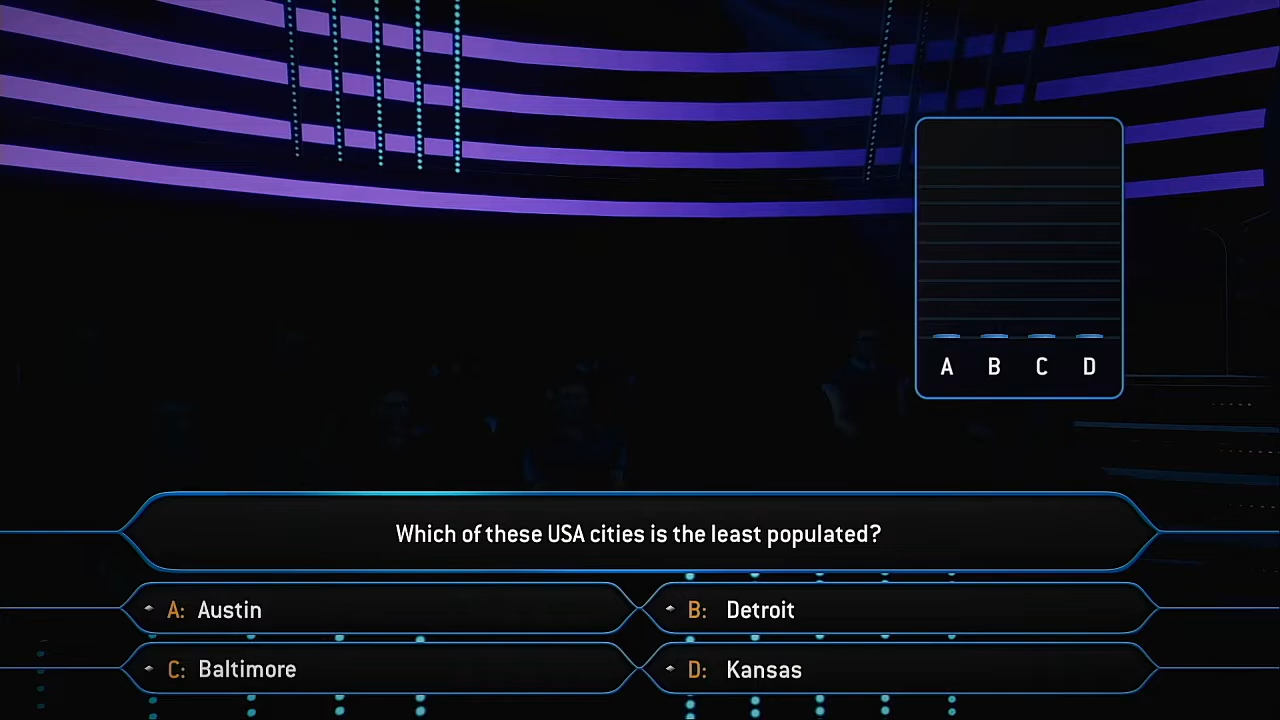 A B C D
Which of these USA cities is the least populated?
A: Austin
B: Detroit
C: Baltimore
D: Kansas